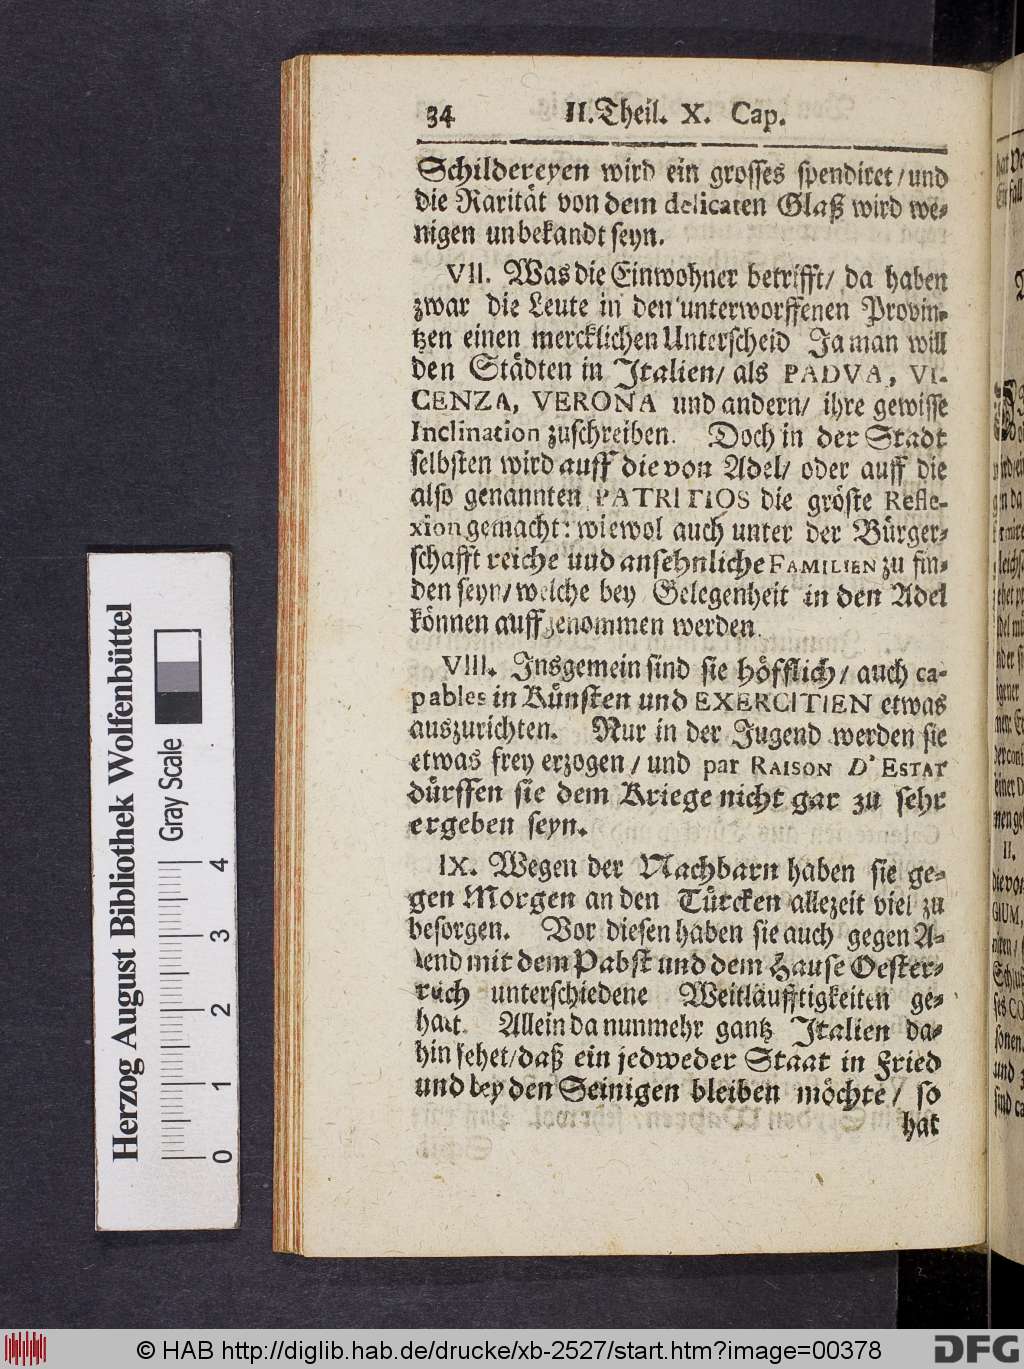 34 II. Theil. X. Cap.
Schildereyen wird ein grosses spendiret / und
die Rarität von dem delicaten Glaß wird we-
nigen unbekandt seyn.
VII. Was die Einwohner betrifft / da haben
zwar die Leute in den unterworffenen Provin-
tzen einen mercklichen Unterscheid Ja man will
den Städten in Italien / als PADVA, VI-
CENZA, VERONA und andern / ihre gewisse
Inclination zuschreiben. Doch in der Stadt
selbsten wird auff die von Adel / oder auff die
also genannten PATRITIOS die gröste Refle-
xion gemacht: wiewol auch unter der Bürger-
schafft reiche und ansehnliche FAMILIEN zu fin-
den seyn / welche bey Gelegenheit in den Adel
können auffgenommen werden.
VIII. Insgemein sind sie höfflich / auch ca-
pables in Künsten und EXERCITIEN etwas
auszurichten. Nur in der Jugend werden sie
etwas frey erzogen / und par RAISON D'ESTAT
dürffen sie dem Kriege nicht gar zu sehr
ergeben seyn.
IX. Wegen der Nachbarn haben sie ge-
gen Morgen an den Türcken allezeit viel zu
besorgen. Vor diesen haben sie auch gegen A-
bend mit dem Pabst und dem Hause Oester-
reich unterschiedene Weitläufftigkeiten ge-
habt. Allein da nunmehr gantz Italien da-
hin sehet / daß ein jedweder Staat in Fried
und bey den Seinigen bleiben möchte / so
hat
Herzog August Bibliothek Wolfenbüttel
Gray Scale
0 1 2 3 4
© HAB http://diglib.hab.de/drucke/xb-2527/start.htm?image=00378
DFG